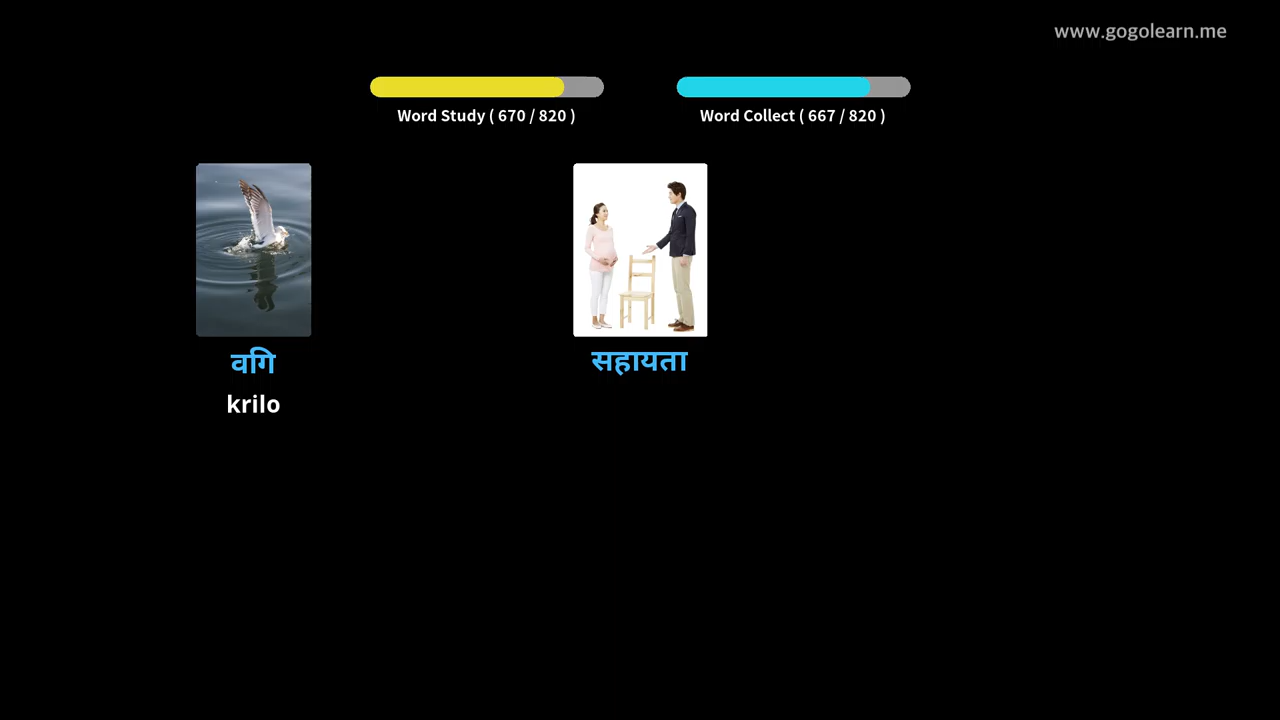 www.gogolearn.me
Word Study ( 670 / 820 )
Word Collect ( 667 / 820 )
वगि
krilo
सहायता